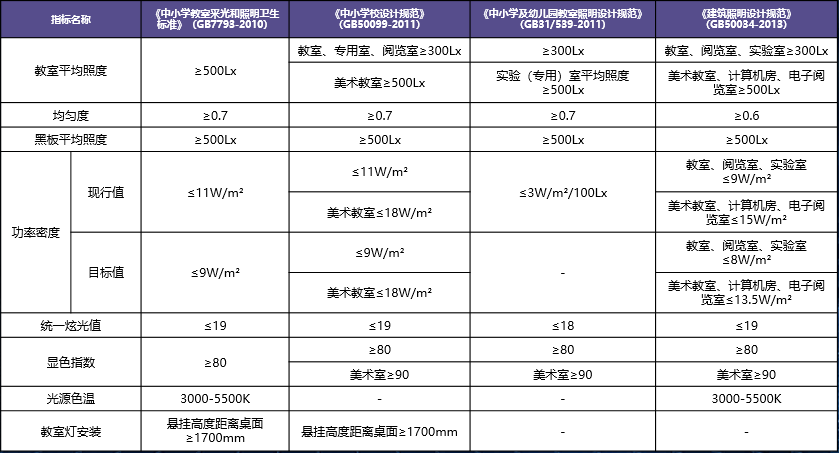 指标名称
《中小学教室采光和照明卫生
标准》（GB7793-2010）
《中小学校设计规范》
（GB50099-2011）
《中小学及幼儿园教室照明设计规范》
（GB31/539-2011）
《建筑照明设计规范》
（GB50034-2013）
教室平均照度
≥500Lx
教室、专用室、阅览室≥300Lx
美术教室≥500Lx
≥300Lx
实验（专用）室平均照度
≥500Lx
教室、阅览室、实验室≥300Lx
美术教室、计算机房、电子阅
览室≥500Lx
均匀度
≥0.7
≥0.7
≥0.7
≥0.6
黑板平均照度
≥500Lx
≥500Lx
≥500Lx
≥500Lx
功率密度
现行值
≤11W/m²
≤11W/m²
美术教室≤18W/m²
≤3W/m²/100Lx
教室、阅览室、实验室
≤9W/m²
美术教室、计算机房、电子阅
览室≤15W/m²
目标值
≤9W/m²
≤9W/m²
美术教室≤18W/m²
-
教室、阅览室、实验室
≤8W/m²
美术教室、计算机房、电子阅
览室≤13.5W/m²
统一炫光值
≤19
≤19
≤18
≤19
显色指数
≥80
≥80
美术室≥90
≥80
美术室≥90
≥80
美术室≥90
光源色温
3000-5500K
-
-
3000-5500K
教室灯安装
悬挂高度距离桌面
≥1700mm
悬挂高度距离桌面≥1700mm
-
-